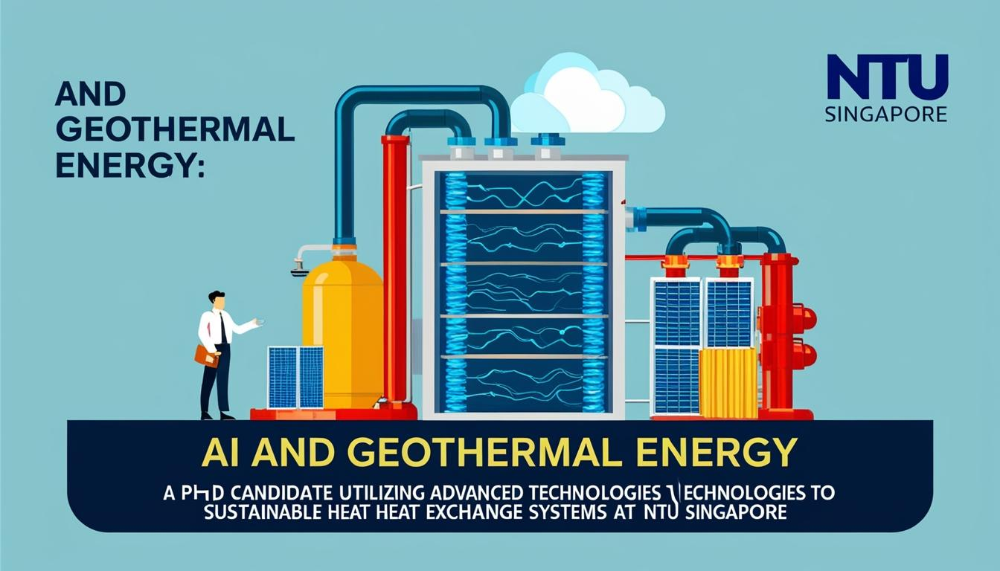 AND
GEOTHERMAL
ENERGY:
NTU
SINGAPORE
AI AND GEOTHERMAL ENERGY
A PHD CANDIDATE UTILIZING ADVANCED TECHNOLOGIES ECHNOLOGIES TO
SUSTAINABLE HEAT HEAT EXCHANGE SYSTEMS AT NTU SINGAPORE